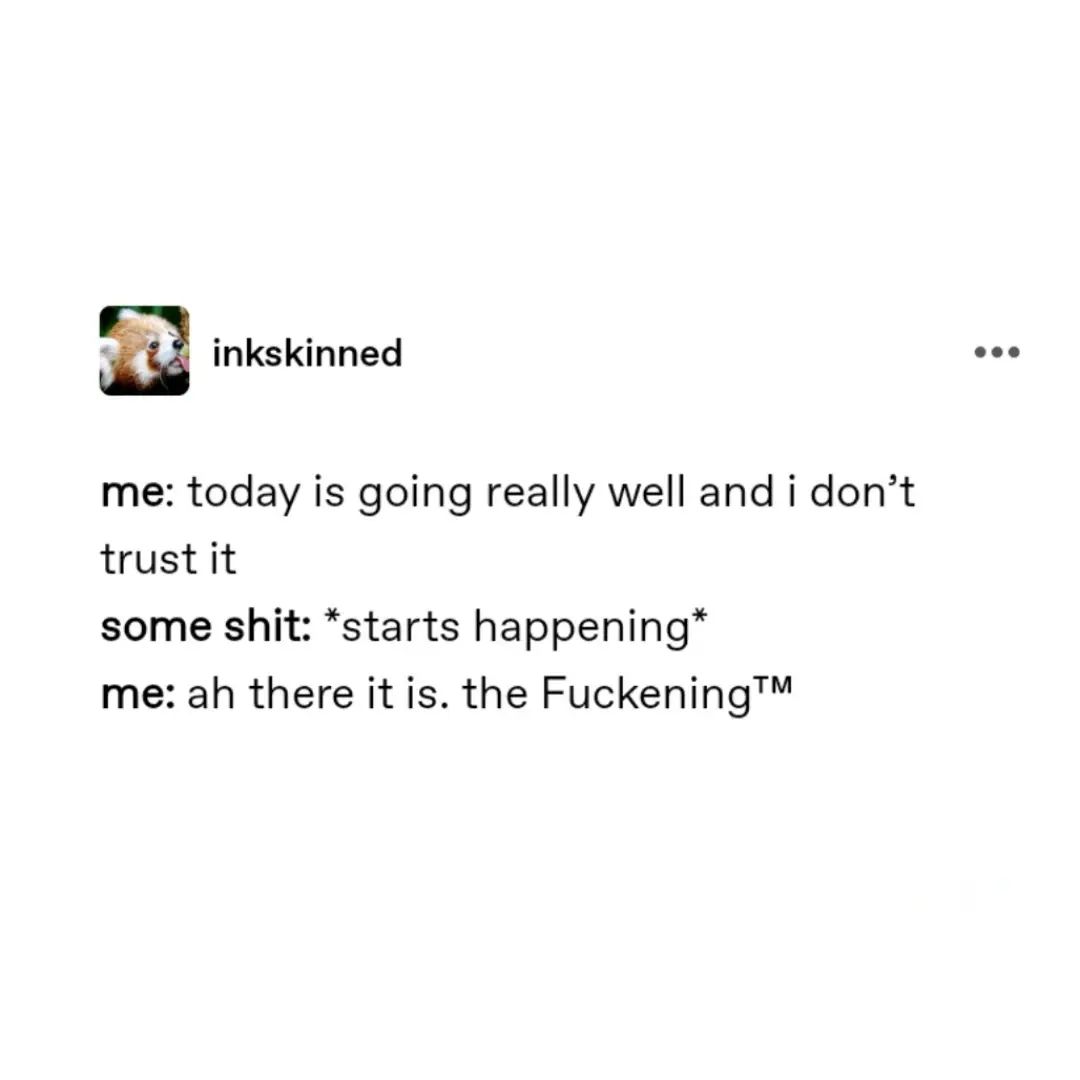 inkskinned
me: today is going really well and i don’t
trust it
some shit: *starts happening*
me: ah there it is. the Fuckening™